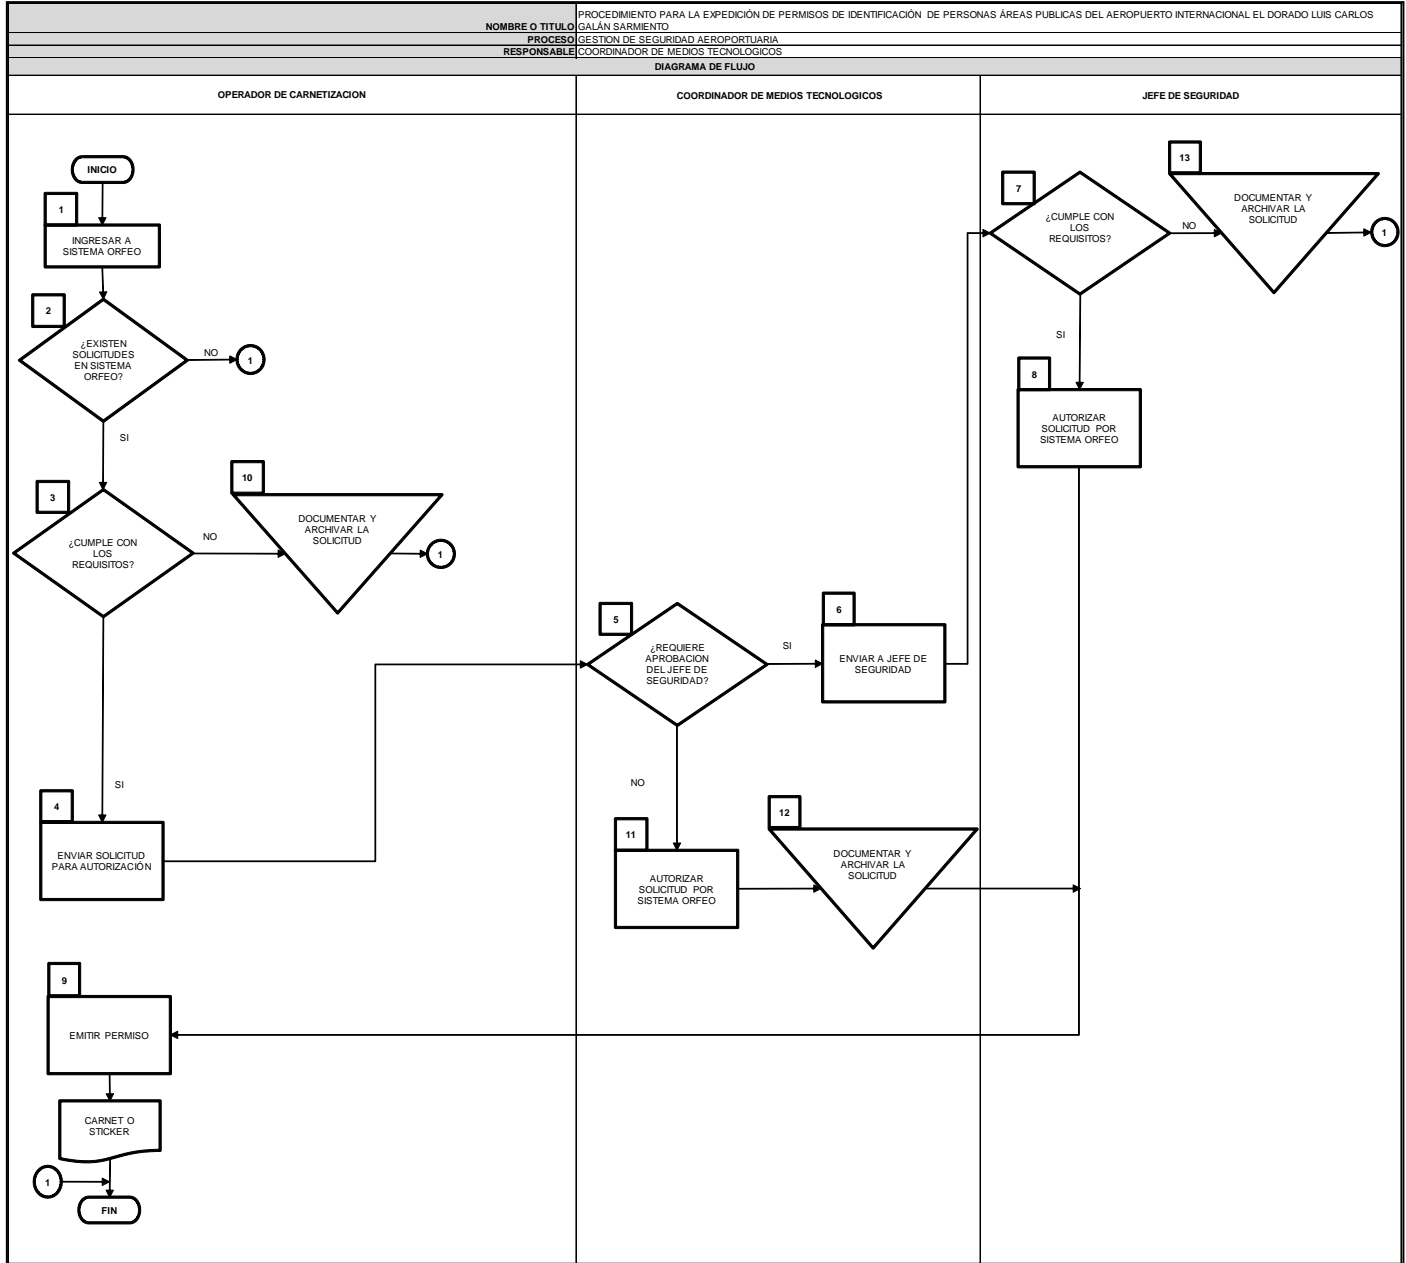 PROCEDIMIENTO PARA LA EXPEDICIÓN DE PERMISOS DE IDENTIFICACIÓN DE PERSONAS ÁREAS PUBLICAS DEL AEROPUERTO INTERNACIONAL EL DORADO LUIS CARLOS
NOMBRE O TITULO GALÁN SARMIENTO
PROCESO GESTION DE SEGURIDAD AEROPORTUARIA
RESPONSABLE COORDINADOR DE MEDIOS TECNOLOGICOS
DIAGRAMA DE FLUJO
OPERADOR DE CARNETIZACION
COORDINADOR DE MEDIOS TECNOLOGICOS
JEFE DE SEGURIDAD
INICIO
1
INGRESAR A
SISTEMA ORFEO
2
¿EXISTEN
SOLICITUDES
EN SISTEMA
ORFEO?
NO
1
SI
3
¿CUMPLE CON
LOS
REQUISITOS?
NO
10
DOCUMENTAR Y
ARCHIVAR LA
SOLICITUD
1
SI
4
ENVIAR SOLICITUD
PARA AUTORIZACIÓN
5
¿REQUIERE
APROBACION
DEL JEFE DE
SEGURIDAD?
SI
6
ENVIAR A JEFE DE
SEGURIDAD
NO
11
AUTORIZAR
SOLICITUD POR
SISTEMA ORFEO
12
DOCUMENTAR Y
ARCHIVAR LA
SOLICITUD
7
¿CUMPLE CON
LOS
REQUISITOS?
NO
13
DOCUMENTAR Y
ARCHIVAR LA
SOLICITUD
1
SI
8
AUTORIZAR
SOLICITUD POR
SISTEMA ORFEO
9
EMITIR PERMISO
CARNET O
STICKER
1
FIN